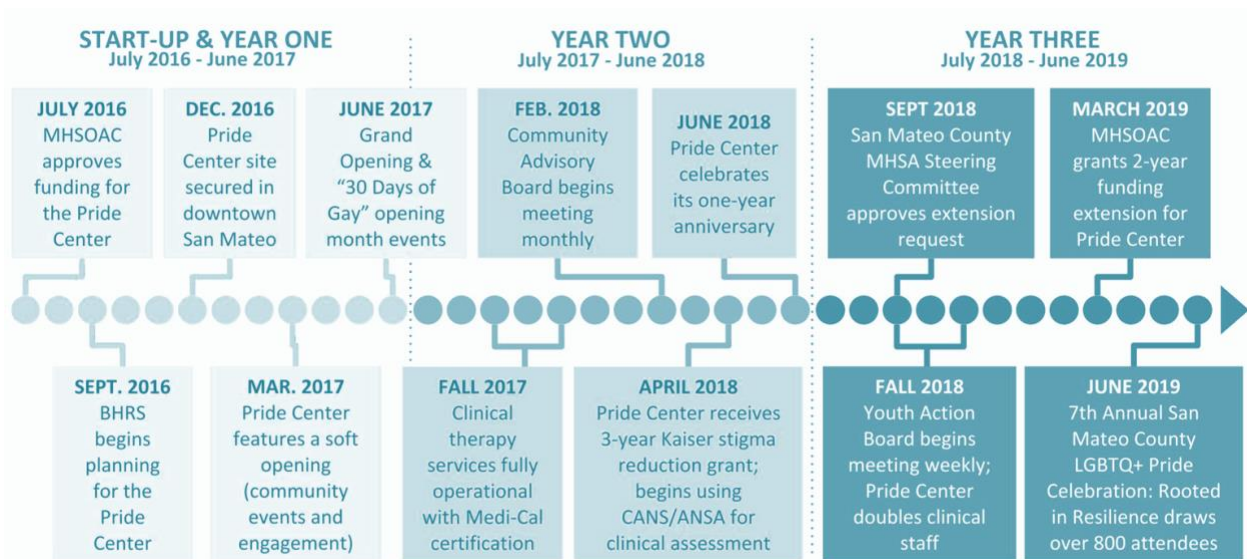 START-UP & YEAR ONE
July 2016 - June 2017
YEAR TWO
July 2017 - June 2018
YEAR THREE
July 2018 - June 2019
JULY 2016
MHSOAC
approves
funding for
the Pride
Center
DEC. 2016
Pride
Center site
secured in
downtown
San Mateo
JUNE 2017
Grand
Opening &
“30 Days of
Gay” opening
month events
FEB. 2018
Community
Advisory
Board begins
meeting
monthly
JUNE 2018
Pride Center
celebrates
its one-year
anniversary
SEPT 2018
San Mateo County
MHSA Steering
Committee
approves extension
request
MARCH 2019
MHSOAC
grants 2-year
funding
extension for
Pride Center
SEPT. 2016
BHRS
begins
planning
for the
Pride
Center
MAR. 2017
Pride Center
features a soft
opening
(community
events and
engagement)
FALL 2017
Clinical
therapy
services fully
operational
with Medi-Cal
certification
APRIL 2018
Pride Center receives
3-year Kaiser stigma
reduction grant;
begins using
CANS/ANSA for
clinical assessment
FALL 2018
Youth Action
Board begins
meeting weekly;
Pride Center
doubles clinical
staff
JUNE 2019
7th Annual San
Mateo County
LGBTQ+ Pride
Celebration: Rooted
in Resilience draws
over 800 attendees